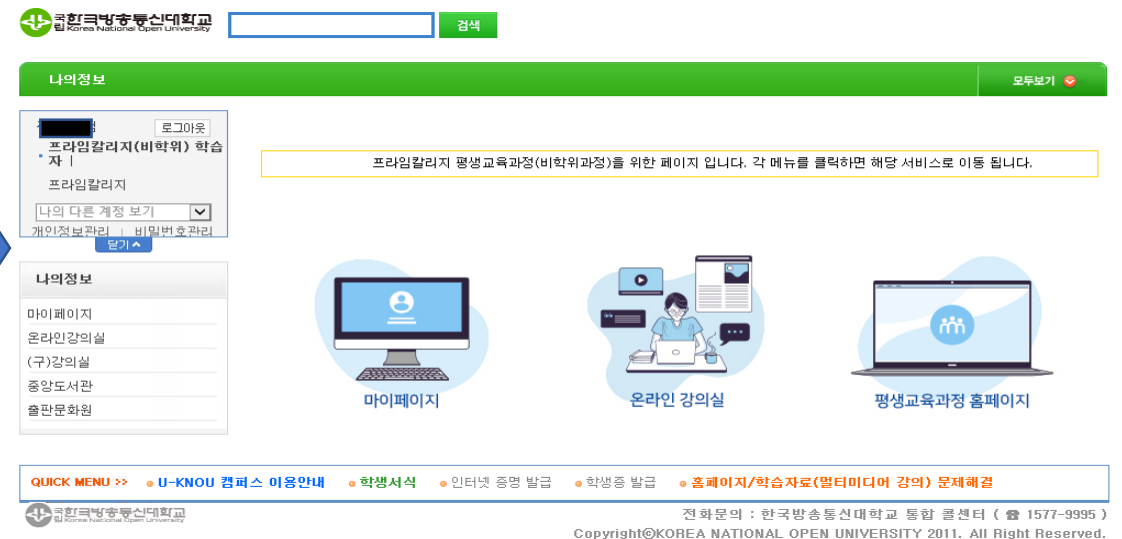 국립 한국방송통신대학교
Korea National Open University
검색
나의정보
모두보기
로그아웃
프라임칼리지(비학위) 학습
자 |
프라임칼리지
나의 다른 계정 보기
개인정보관리 | 비밀번호관리
닫기
나의정보
마이페이지
온라인강의실
(구)강의실
중앙도서관
출판문화원
프라임칼리지 평생교육과정(비학위과정)을 위한 페이지 입니다. 각 메뉴를 클릭하면 해당 서비스로 이동 됩니다.
마이페이지
온라인 강의실
평생교육과정 홈페이지
QUICK MENU >> U-KNOU 캠퍼스 이용안내 학생서식 인터넷 증명 발급 학생증 발급 홈페이지/학습자료(멀티미디어 강의) 문제해결
국립 한국방송통신대학교
Korea National Open University
전화문의 : 한국방송통신대학교 통합 콜센터 ( ☎ 1577-9995 )
Copyright©KOREA NATIONAL OPEN UNIVERSITY 2011. All Right Reserved.